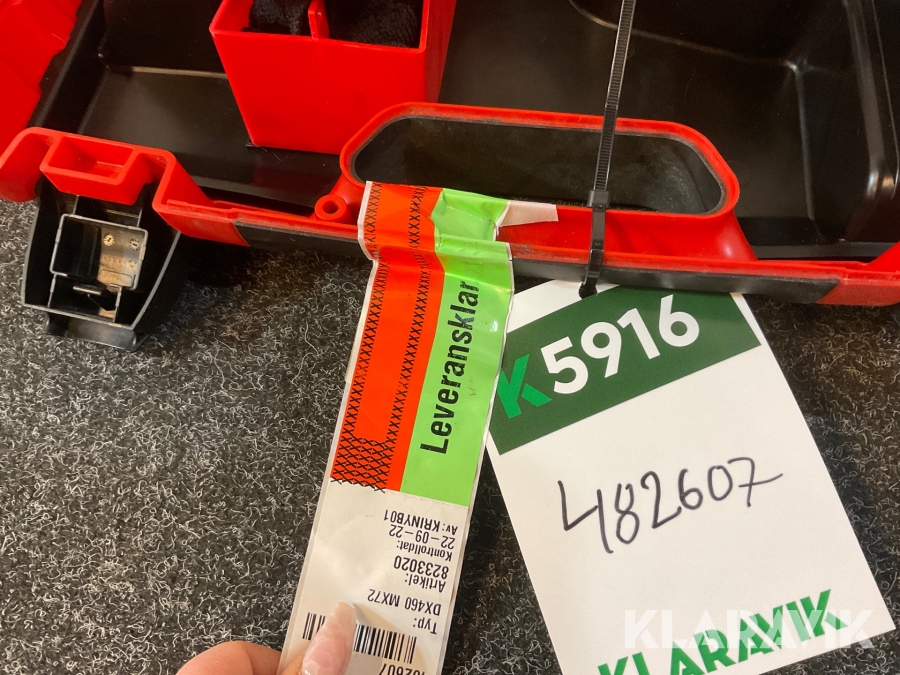 Leveransklar
Typ:
DX460 MX72
Artikel:
8233020
Kontrolldat:
22-09-22
Av: KRINYB01
K5916
482607
KLARAVIK
KLARAVIK